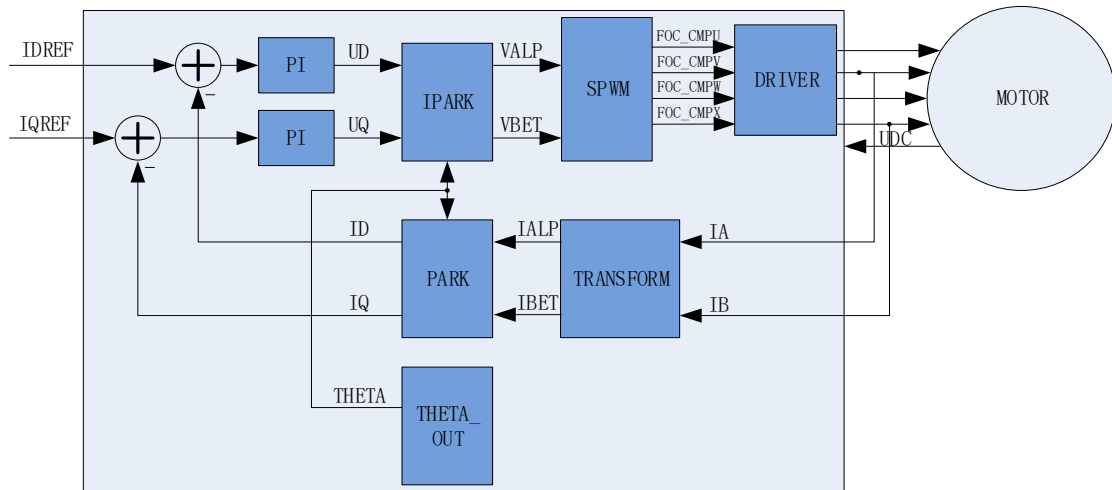 IDREF
IQREF
PI
UD
PI
UQ
IPARK
VALP
VBET
SPWM
FOC_CMPU
FOC_CMPV
FOC_CMPW
FOC_CMPX
DRIVER
MOTOR
UDC
ID
IQ
PARK
IALP
IBET
TRANSFORM
IA
IB
THETA
THETA_
OUT